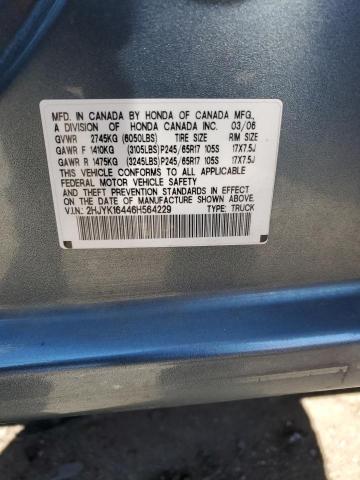 MFD. IN CANADA BY HONDA OF CANADA MFG.,
A DIVISION OF HONDA CANADA INC. 03/06
GVWR 2745KG (6050LBS) TIRE SIZE RIM SIZE
GAWR F 1410KG (3105LBS) P245/65R17 105S 17X7.5J
GAWR R 1475KG (3245LBS) P245/65R17 105S 17X7.5J
THIS VEHICLE CONFORMS TO ALL APPLICABLE
FEDERAL MOTOR VEHICLE SAFETY
AND THEFT PREVENTION STANDARDS IN EFFECT
ON THE DATE OF MANUFACTURE SHOWN ABOVE.
V.I.N.: 2HJYK16446H564229 TYPE: TRUCK